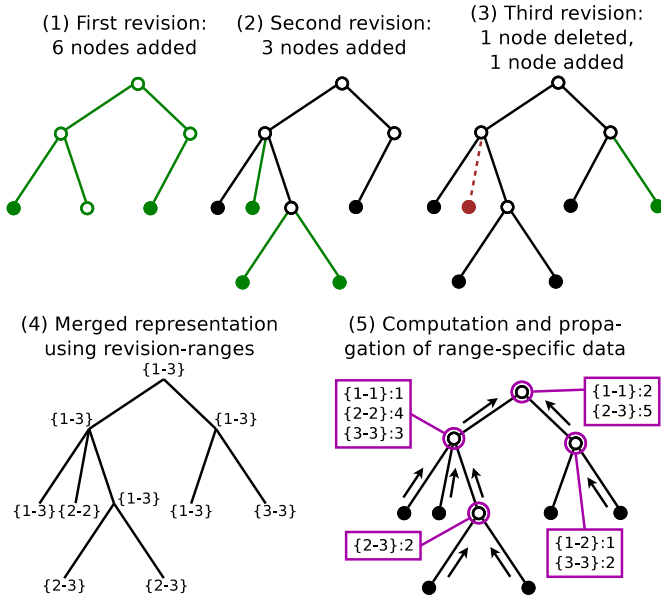 (1) First revision:
6 nodes added
(2) Second revision:
3 nodes added
(3) Third revision:
1 node deleted,
1 node added
(4) Merged representation
using revision-ranges
{1-3}
{1-3}
{1-3}
{1-3}
{2-2}
{1-3}
{1-3}
{3-3}
{2-3}
{2-3}
(5) Computation and propa-
gation of range-specific data
{1-1}:1
{2-2}:4
{3-3}:3
{1-1}:2
{2-3}:5
{2-3}:2
{1-2}:1
{3-3}:2